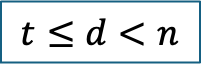 t ≤ d < n